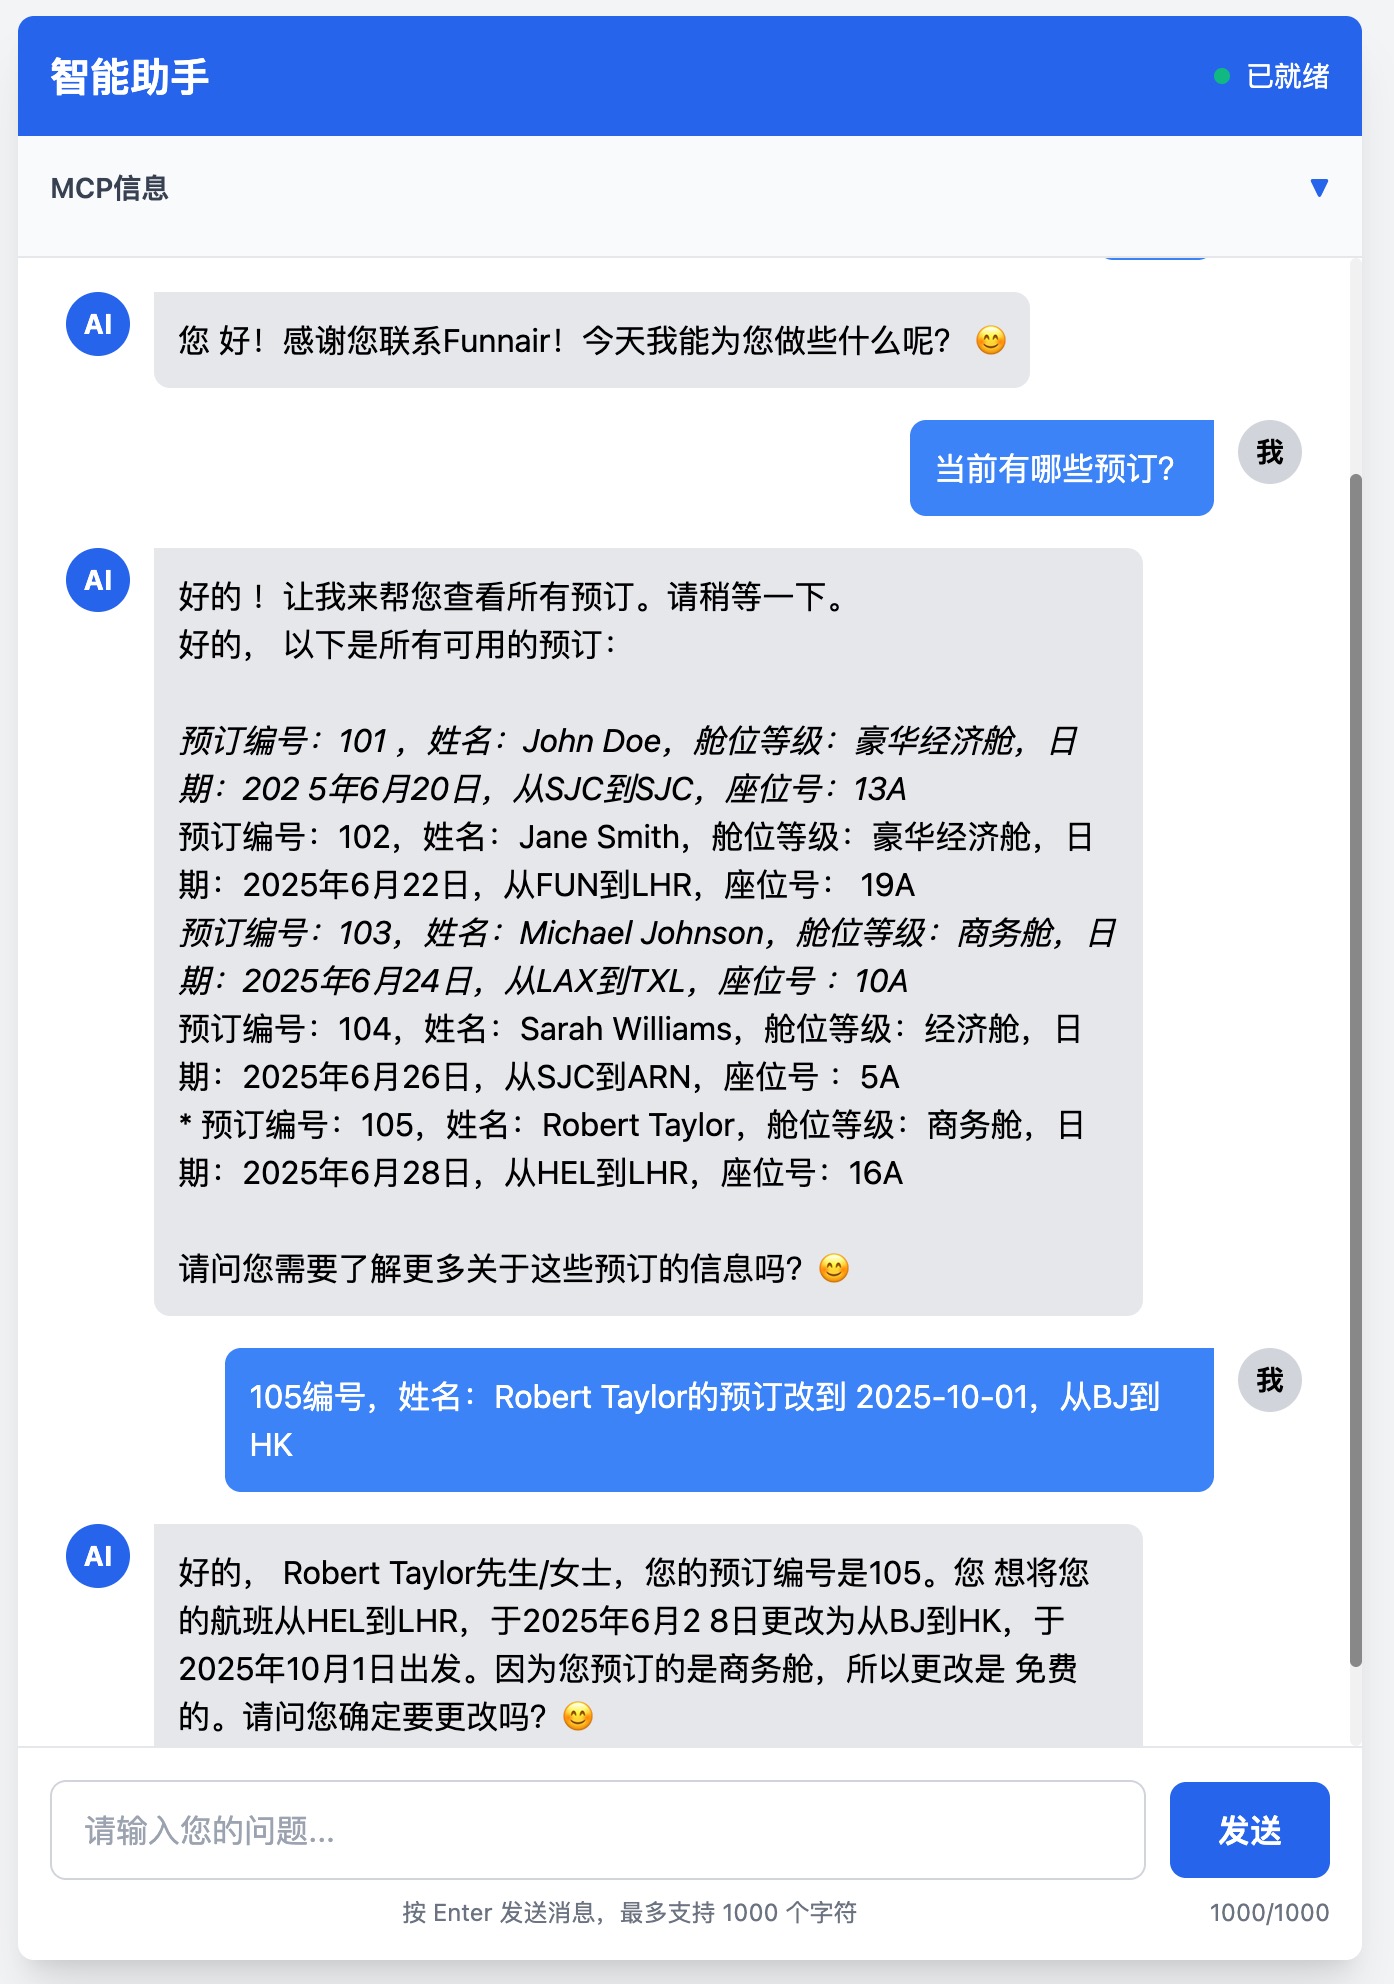 智能助手
已就绪
MCP信息
AI
您 好！感谢您联系Funnair！今天我能为您做些什么呢？ 😊
当前有哪些预订？
我
AI
好的 ！让我来帮您查看所有预订。请稍等一下。
好的， 以下是所有可用的预订：
预订编号：101 ，姓名：John Doe，舱位等级：豪华经济舱，日
期：202 5年6月20日，从SJC到SJC，座位号：13A
预订编号：102，姓名：Jane Smith，舱位等级：豪华经济舱，日
期：2025年6月22日，从FUN到LHR，座位号： 19A
预订编号：103，姓名：Michael Johnson，舱位等级：商务舱，日
期：2025年6月24日，从LAX到TXL，座位号 ：10A
预订编号：104，姓名：Sarah Williams，舱位等级：经济舱，日
期：2025年6月26日，从SJC到ARN，座位号 ：5A
* 预订编号：105，姓名：Robert Taylor，舱位等级：商务舱，日
期：2025年6月28日，从HEL到LHR，座位号：16A
请问您需要了解更多关于这些预订的信息吗？😊
105编号，姓名：Robert Taylor的预订改到 2025-10-01，从BJ到
HK
我
AI
好的， Robert Taylor先生/女士，您的预订编号是105。您 想将您
的航班从HEL到LHR，于2025年6月2 8日更改为从BJ到HK，于
2025年10月1日出发。因为您预订的是商务舱，所以更改是 免费
的。请问您确定要更改吗？😊
请输入您的问题...
发送
按 Enter 发送消息，最多支持 1000 个字符
1000/1000